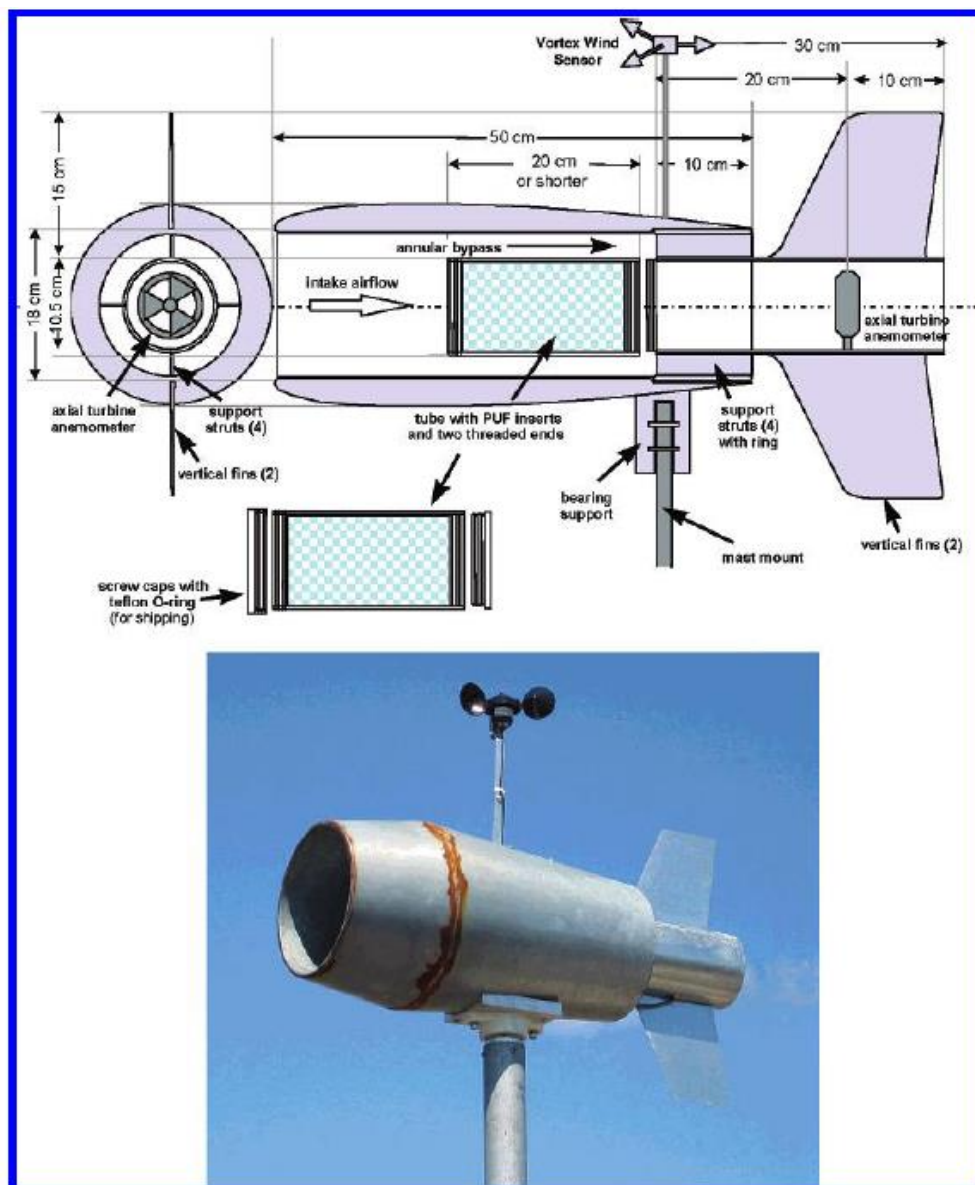 Vortex Wind
Sensor
30 cm
20 cm
10 cm
50 cm
20 cm
or shorter
10 cm
15 cm
18 cm
10.5 cm
annular bypass
intake airflow
axial turbine
anemometer
axial turbine
anemometer
support
struts (4)
vertical fins (2)
tube with PUF inserts
and two threaded ends
support
struts (4)
with ring
bearing
support
mast mount
vertical fins (2)
screw caps with
teflon O-ring
(for shipping)